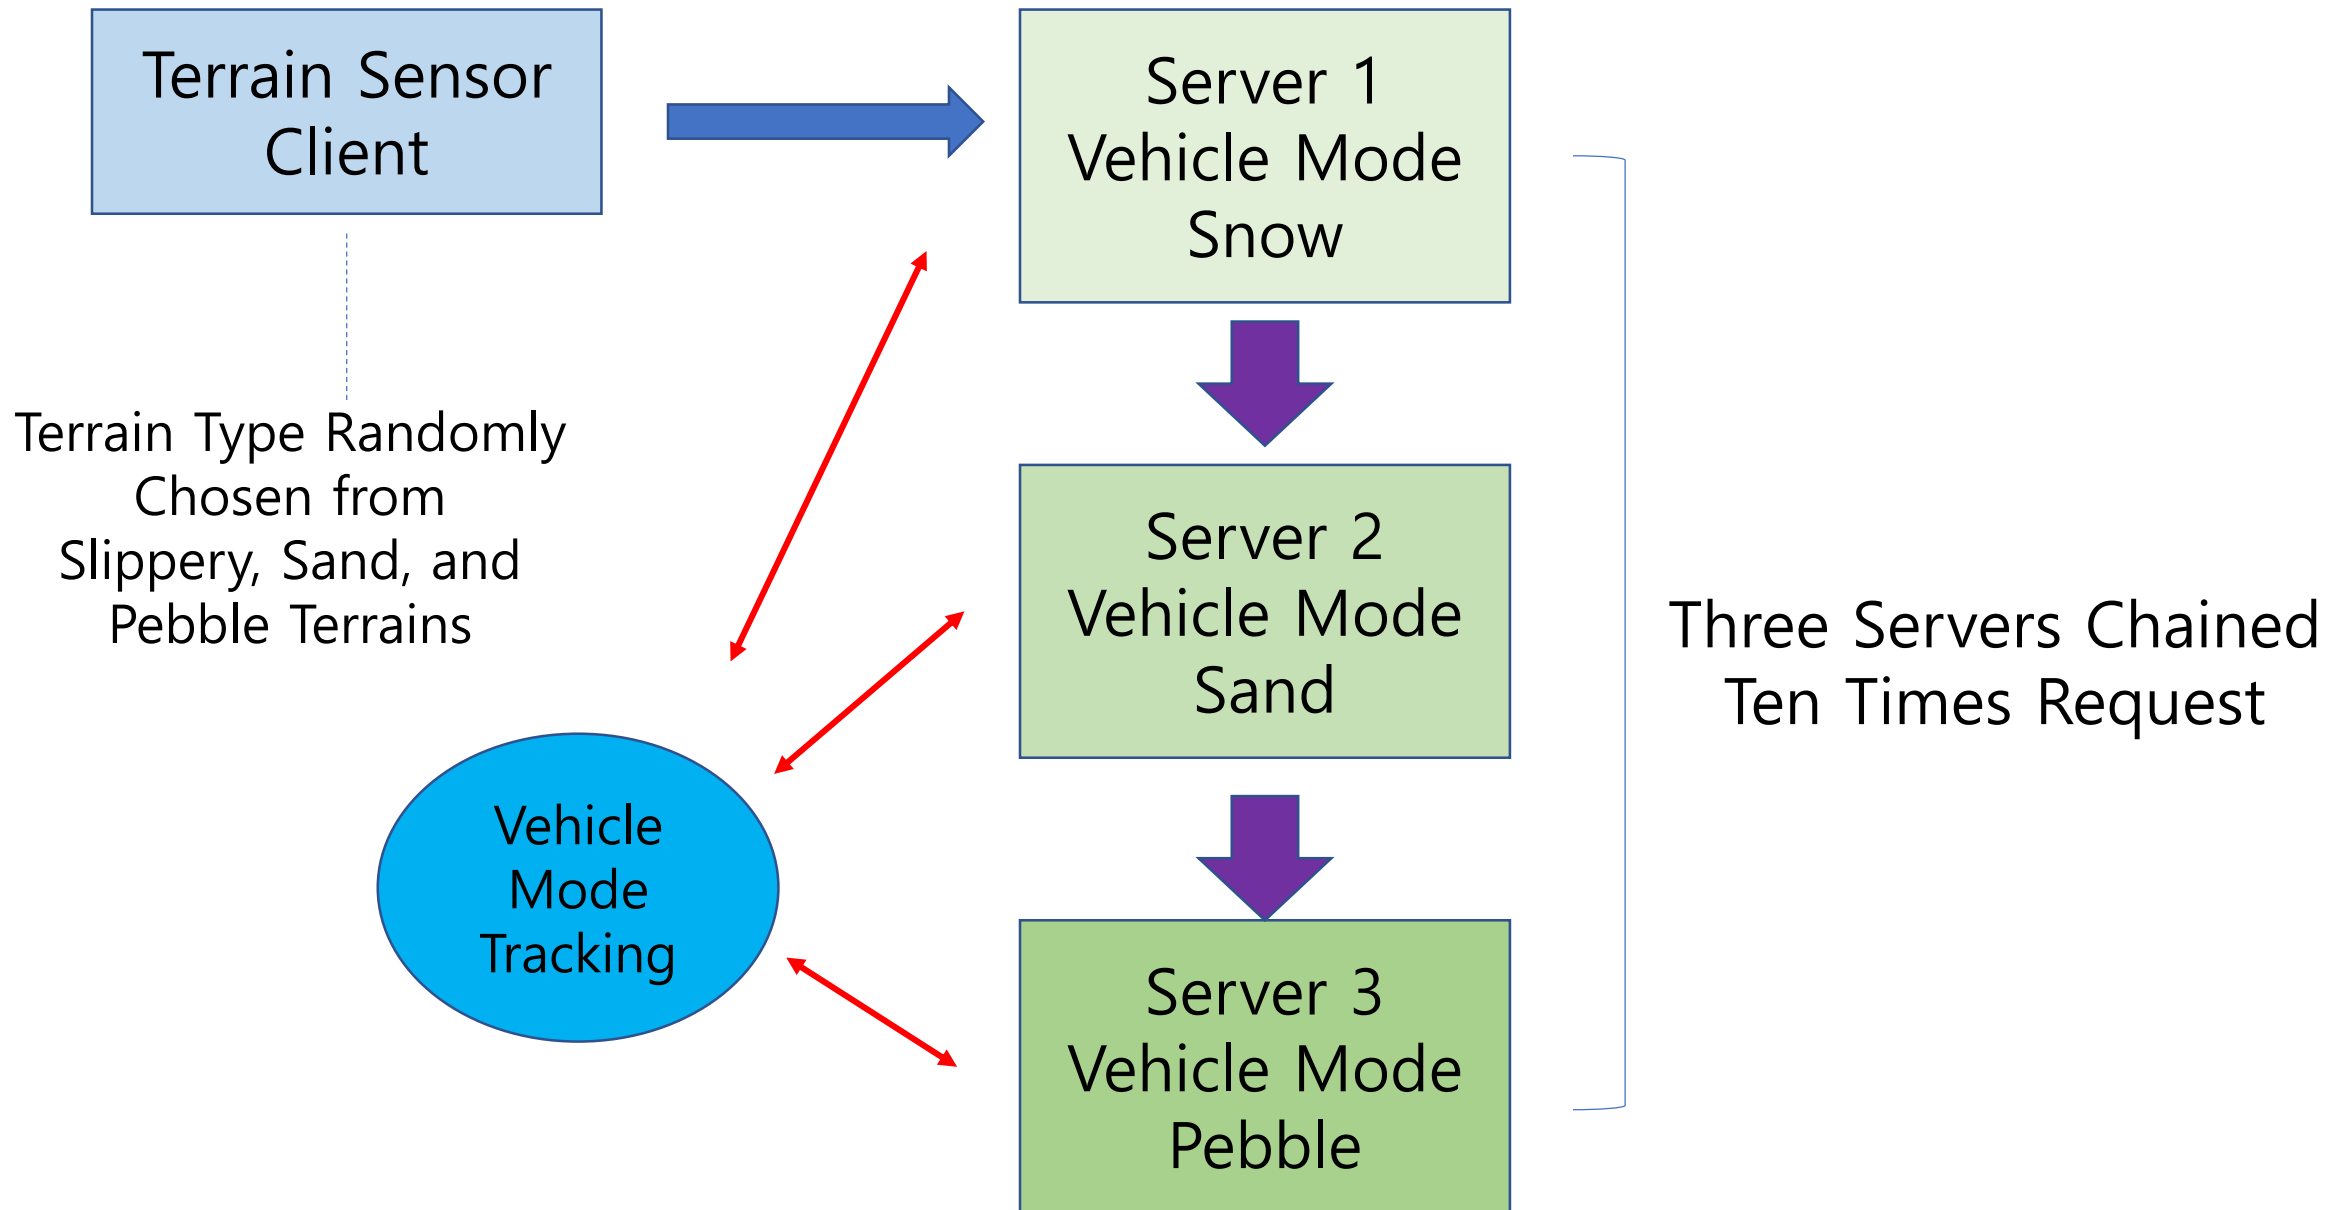 Terrain Sensor
Client
Server 1
Vehicle Mode
Snow
Terrain Type Randomly
Chosen from
Slippery, Sand, and
Pebble Terrains
Server 2
Vehicle Mode
Sand
Three Servers Chained
Ten Times Request
Vehicle
Mode
Tracking
Server 3
Vehicle Mode
Pebble